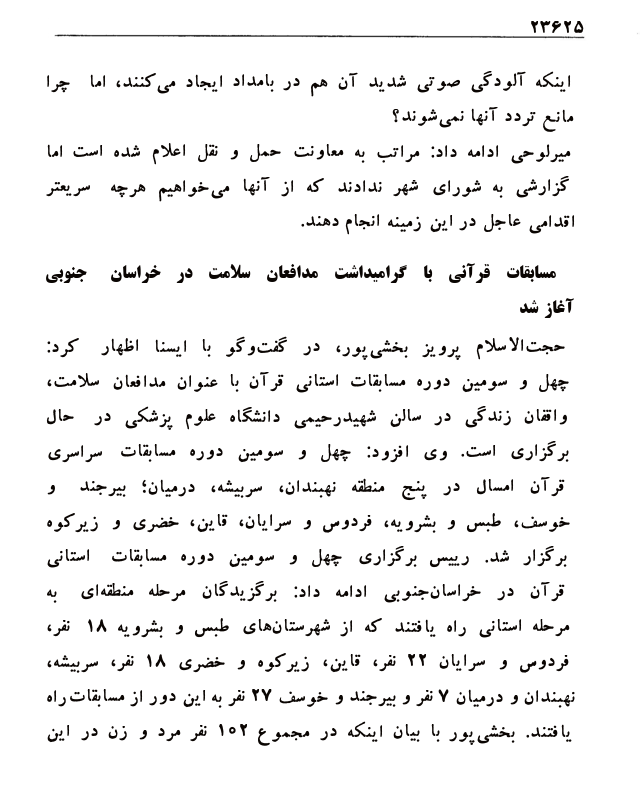 ۲۳۶۲۵
اینکه آلودگی صوتی شدید آن هم در بامداد ایجاد می‌کنند، اما چرا
مانع تردد آنها نمی‌شوند؟
میرلوحی ادامه داد: مراتب به معاونت حمل و نقل اعلام شده است اما
گزارشی به شورای شهر ندادند که از آنها می‌خواهیم هرچه سریعتر
اقدامی عاجل در این زمینه انجام دهند.
مسابقات قرآنی با گرامیداشت مدافعان سلامت در خراسان جنوبی
آغاز شد
حجت‌الاسلام پرویز بخشی‌پور، در گفت‌وگو با ایسنا اظهار کرد:
چهل و سومین دوره مسابقات استانی قرآن با عنوان مدافعان سلامت،
واقفان زندگی در سالن شهیدرحیمی دانشگاه علوم پزشکی در حال
برگزاری است. وی افزود: چهل و سومین دوره مسابقات سراسری
قرآن امسال در پنج منطقه نهبندان، سربیشه، درمیان؛ بیرجند و
خوسف، طبس و بشرویه، فردوس و سرایان، قاین، خضری و زیرکوه
برگزار شد. رییس برگزاری چهل و سومین دوره مسابقات استانی
قرآن در خراسان‌جنوبی ادامه داد: برگزیدگان مرحله منطقه‌ای به
مرحله استانی راه یافتند که از شهرستان‌های طبس و بشرویه ۱۸ نفر،
فردوس و سرایان ۲۲ نفر، قاین، زیرکوه و خضری ۱۸ نفر، سربیشه،
نهبندان و درمیان ۷ نفر و بیرجند و خوسف ۲۷ نفر به این دور از مسابقات راه
یافتند. بخشی‌پور با بیان اینکه در مجموع ۱۵۲ نفر مرد و زن در این